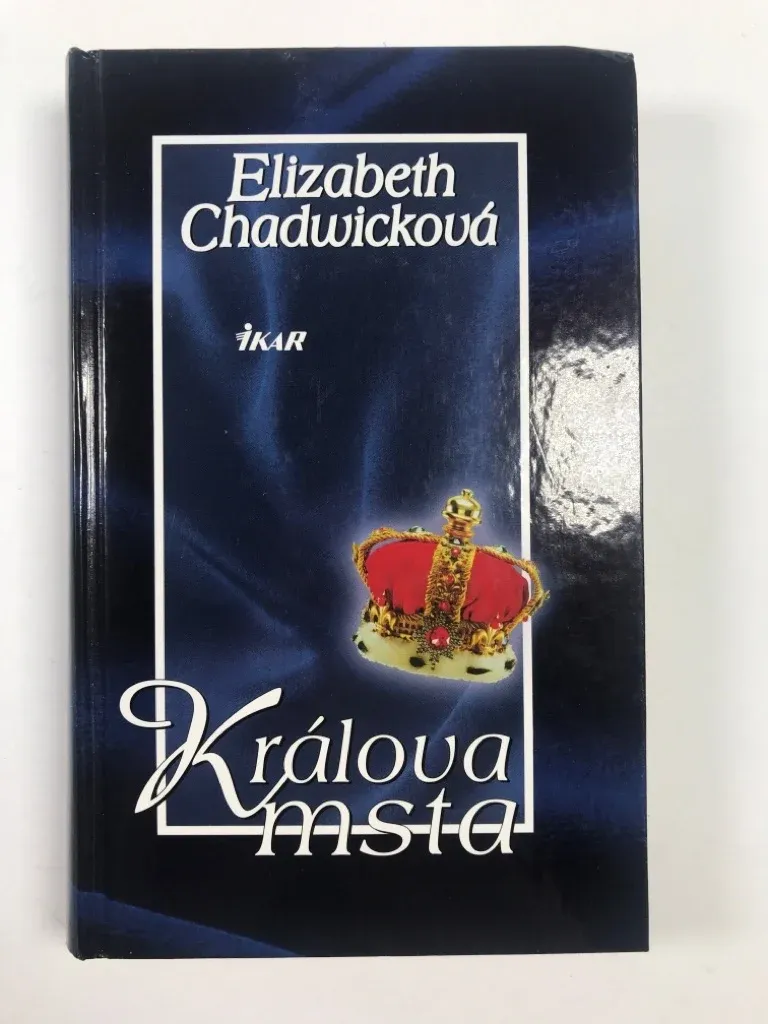 Elizabeth
Chadwicková
iKAR
Králova
msta